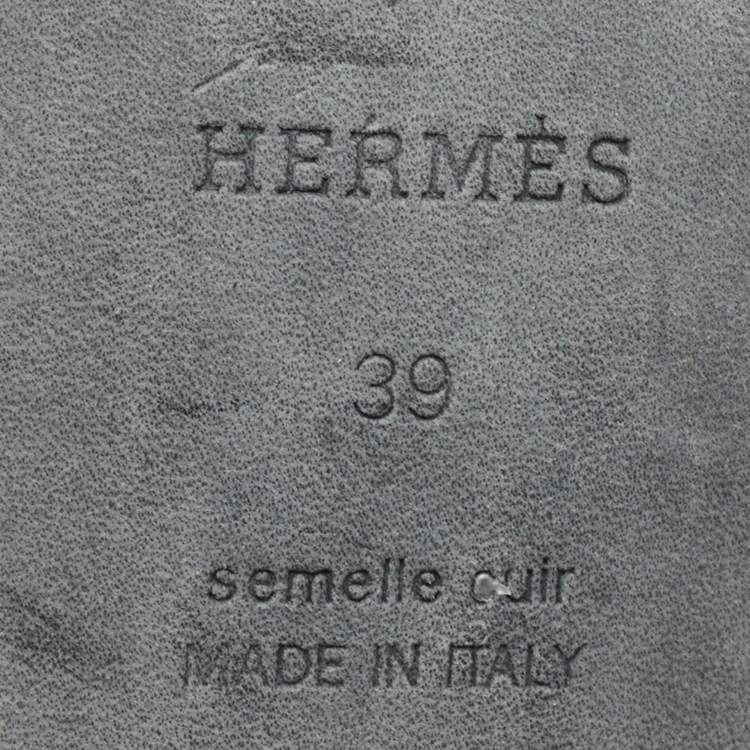 HERMÈS
39
semelle cuir
MADE IN ITALY